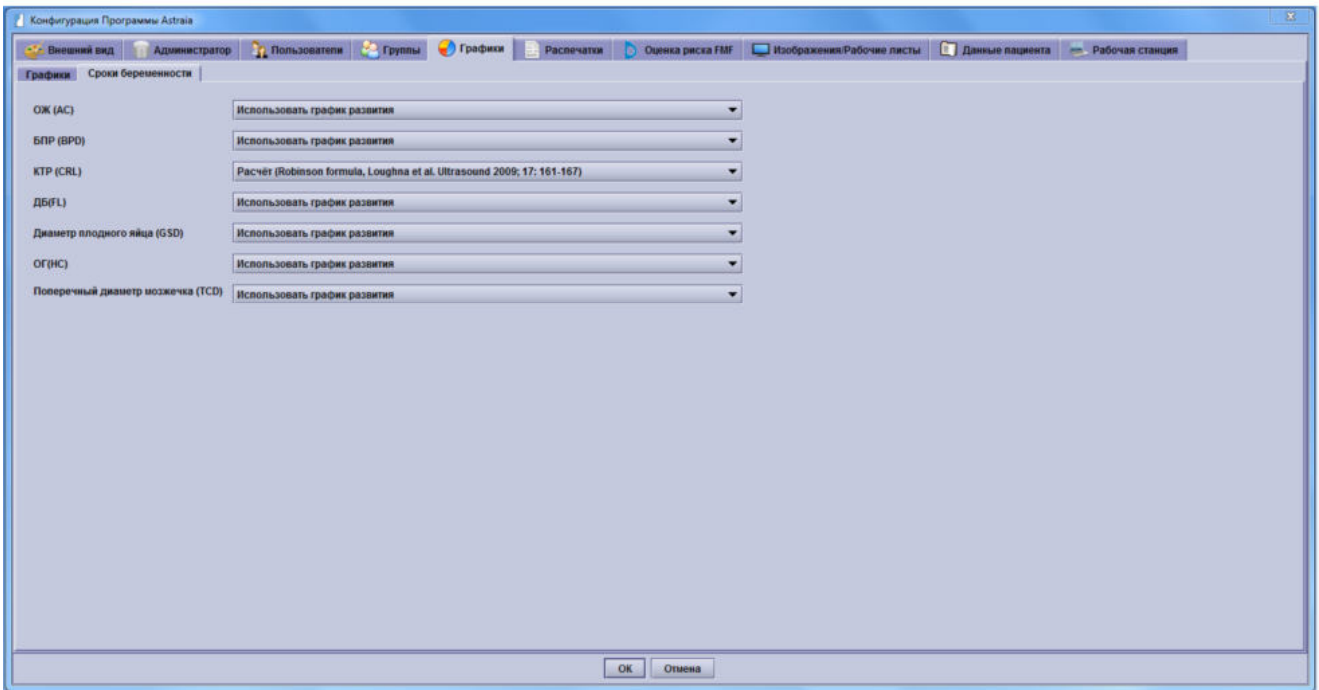 Конфигурация Программы Astraia
Внешний вид Администратор Пользователи Группы Графики Распечатки Оценка риска FMF Изображения/Рабочие листы Данные пациента Рабочая станция
Графики Сроки беременности
ОЖ (AC) Использовать график развития
БПР (BPD) Использовать график развития
КТР (CRL) Расчёт (Robinson formula, Loughna et al. Ultrasound 2009; 17: 161-167)
ДБ(FL) Использовать график развития
Диаметр плодного яйца (GSD) Использовать график развития
ОГ(HC) Использовать график развития
Поперечный диаметр мозжечка (TCD) Использовать график развития
OK Отмена